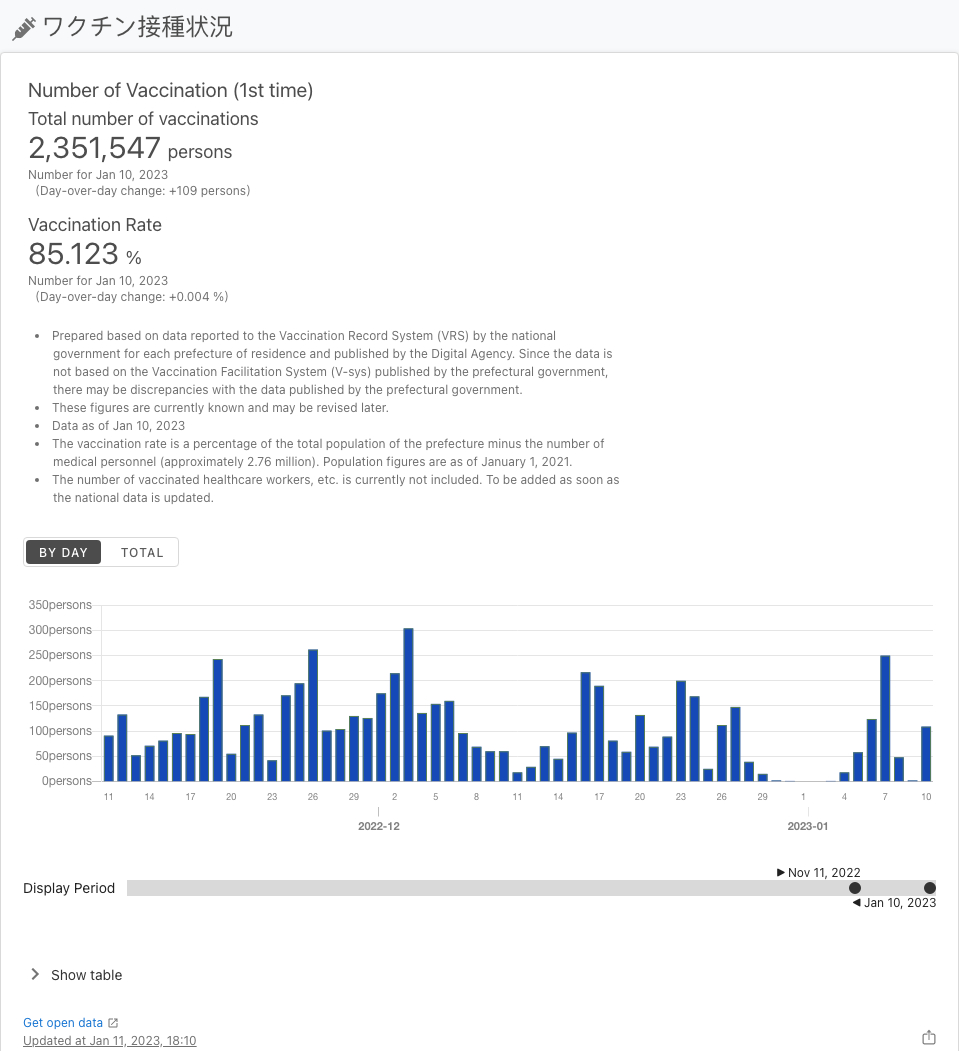 ワクチン接種状況
Number of Vaccination (1st time)
Total number of vaccinations
2,351,547 persons
Number for Jan 10, 2023
(Day-over-day change: +109 persons)
Vaccination Rate
85.123 %
Number for Jan 10, 2023
(Day-over-day change: +0.004 %)
• Prepared based on data reported to the Vaccination Record System (VRS) by the national
government for each prefecture of residence and published by the Digital Agency. Since the data is
not based on the Vaccination Facilitation System (V-sys) published by the prefectural government,
there may be discrepancies with the data published by the prefectural government.
• These figures are currently known and may be revised later.
• Data as of Jan 10, 2023
• The vaccination rate is a percentage of the total population of the prefecture minus the number of
medical personnel (approximately 2.76 million). Population figures are as of January 1, 2021.
• The number of vaccinated healthcare workers, etc. is currently not included. To be added as soon as
the national data is updated.
BY DAY TOTAL
350persons
300persons
250persons
200persons
150persons
100persons
50persons
0persons
11 14 17 20 23 26 29 2 5 8 11 14 17 20 23 26 29 1 4 7 10
2022-12 2023-01
Nov 11, 2022
Display Period
Jan 10, 2023
Show table
Get open data
Updated at Jan 11, 2023, 18:10